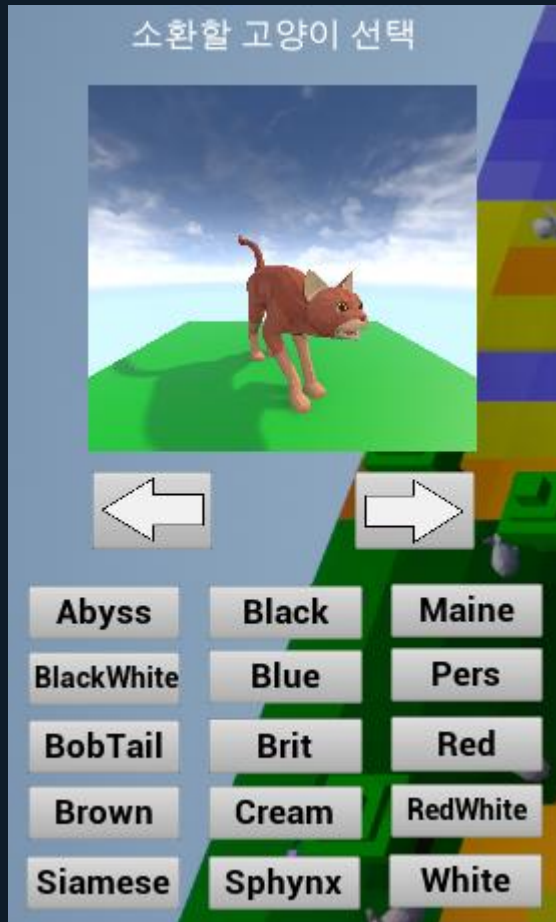 소환할 고양이 선택
Abyss Black Maine
BlackWhite Blue Pers
BobTail Brit Red
Brown Cream RedWhite
Siamese Sphynx White